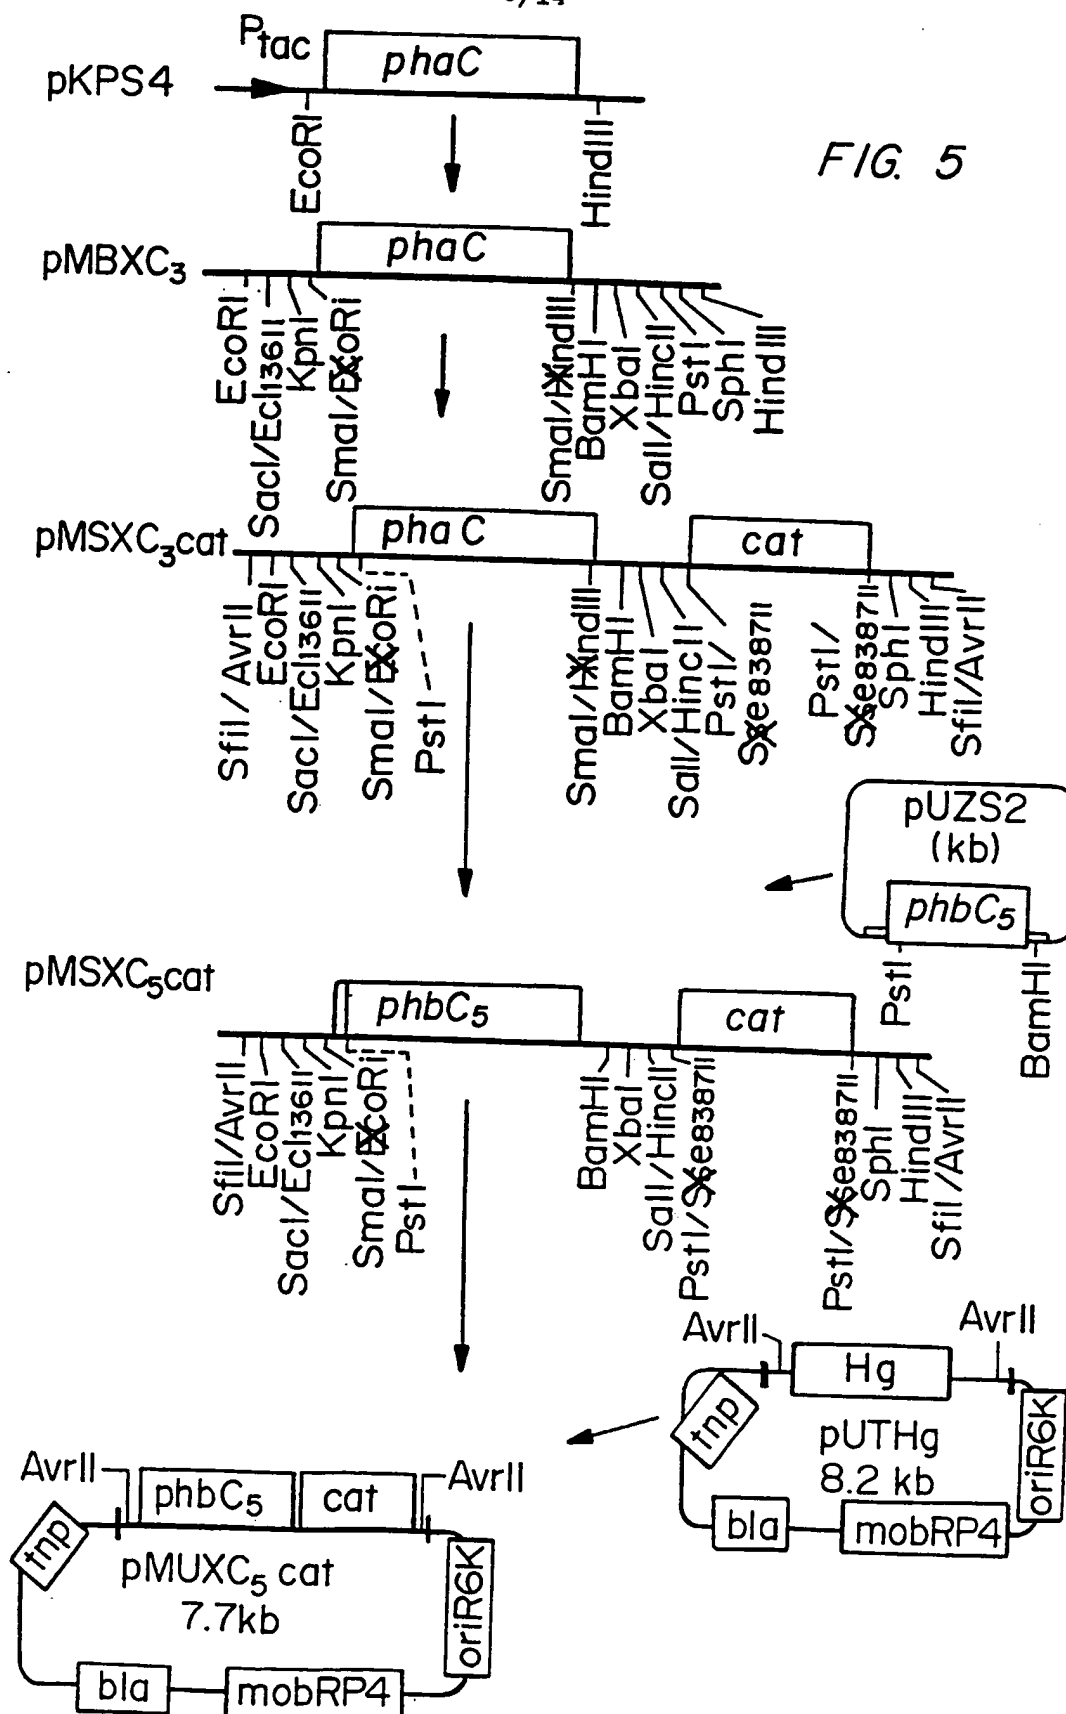 Ptac
phaC
pKPS4
EcoRI
HindIII
FIG. 5
phaC
pMBXC3
EcoRI
SacI/Ecl136II
KpnI
SmaI/EcoRi
SmaI/HindIII
BamHI
XbaI
SalI/HincII
PstI
SphI
HindIII
phaC
cat
pMSXC3cat
SfiI/AvrII
EcoRI
SacI/Ecl136II
KpnI
SmaI/EcoRi
PstI
SmaI/HindIII
BamHI
XbaI
SalI/HincII
PstI/
Sse8387II
PstI/
Sse8387II
SphI
HindIII
SfiI/AvrII
pUZS2
(kb)
phbC5
PstI
BamHI
pMSXC5cat
phbC5
cat
SfiI/AvrII
EcoRI
SacI/Ecl136II
KpnI
SmaI/EcoRi
PstI
BamHI
XbaI
SalI/HincII
PstI/Sse8387II
PstI/Sse8387II
SphI
HindIII
SfiI/AvrII
AvrII
Hg
AvrII
tnp
pUTHg
8.2 kb
oriR6K
bla
mobRP4
AvrII
phbC5
cat
AvrII
tnp
pMUXC5 cat
7.7kb
oriR6K
bla
mobRP4